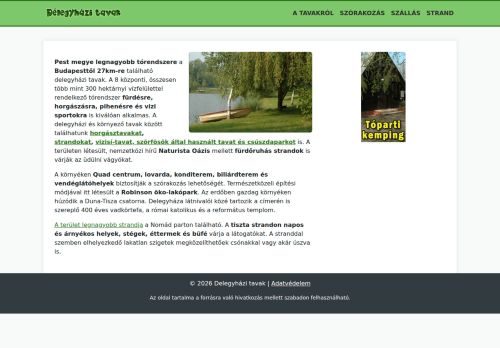 Délegyházi tavak
A TAVAKRÓL SZÓRAKOZÁS SZÁLLÁS STRAND
Pest megye legnagyobb tórendszere a
Budapesttől 27km-re található
delegyházi tavak. A 8 központi, összesen
több mint 300 hektárnyi vízfelülettel
rendelkező tórendszer fürdésre,
horgászásra, pihenésre és vizi
sportokra is kiválóan alkalmas. A
delegyházi és környező tavak között
találhatunk horgásztavakat,
strandokat, vízisí-tavat, szörfösök által használt tavat és csúszdaparkot is. A
területen létesült, nemzetközi hírű Naturista Oázis mellett fürdőruhás strandok is
várják az üdülni vágyókat.
A környéken Quad centrum, lovarda, konditerem, biliárdterem és
vendéglátóhelyek biztosítják a szórakozás lehetőségét. Természetközeli építési
módjával itt létesült a Robinson öko-lakópark. Az erdőben gazdag környéken
húzódik a Duna-Tisza csatorna. Delegyháza látnivalói közé tartozik a címerén is
szereplő 400 éves vadkörtefa, a római katolikus és a református templom.
A terület legnagyobb strandja a Nomád parton található. A tiszta strandon napos
és árnyékos helyek, stégek, éttermek és büfé várja a látogatókat. A stranddal
szemben elhelyezkedő lakatlan szigetek megközelíthetőek csónakkal vagy akár úszva
is.
Tóparti
kemping
© 2026 Delegyházi tavak | Adatvédelem
Az oldal tartalma a forrásra való hivatkozás mellett szabadon felhasználható.